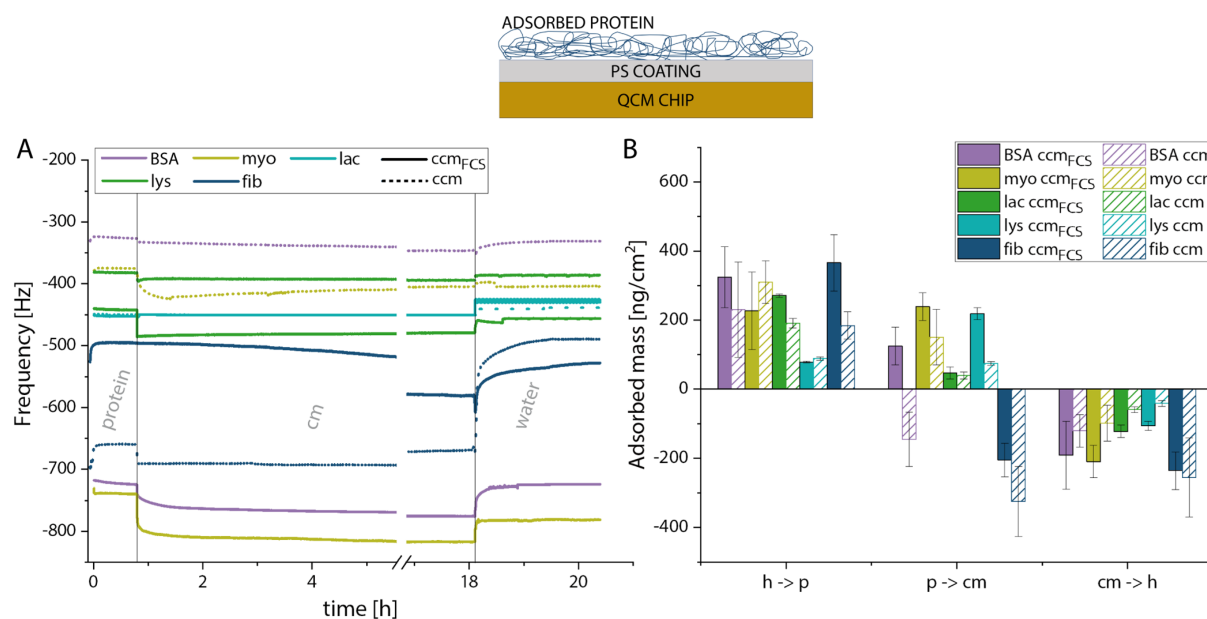 ADSORBED PROTEIN
PS COATING
QCM CHIP
A
BSA myo lac ccmFCS
lys fib ccm
Frequency [Hz]
-200
-300
-400
-500
-600
-700
-800
protein
cm
water
0 2 4 18 20
time [h]
B
BSA ccmFCS BSA ccm
myo ccmFCS myo ccm
lac ccmFCS lac ccm
lys ccmFCS lys ccm
fib ccmFCS fib ccm
Adsorbed mass [ng/cm²]
600
400
200
0
-200
-400
h -> p p -> cm cm -> h